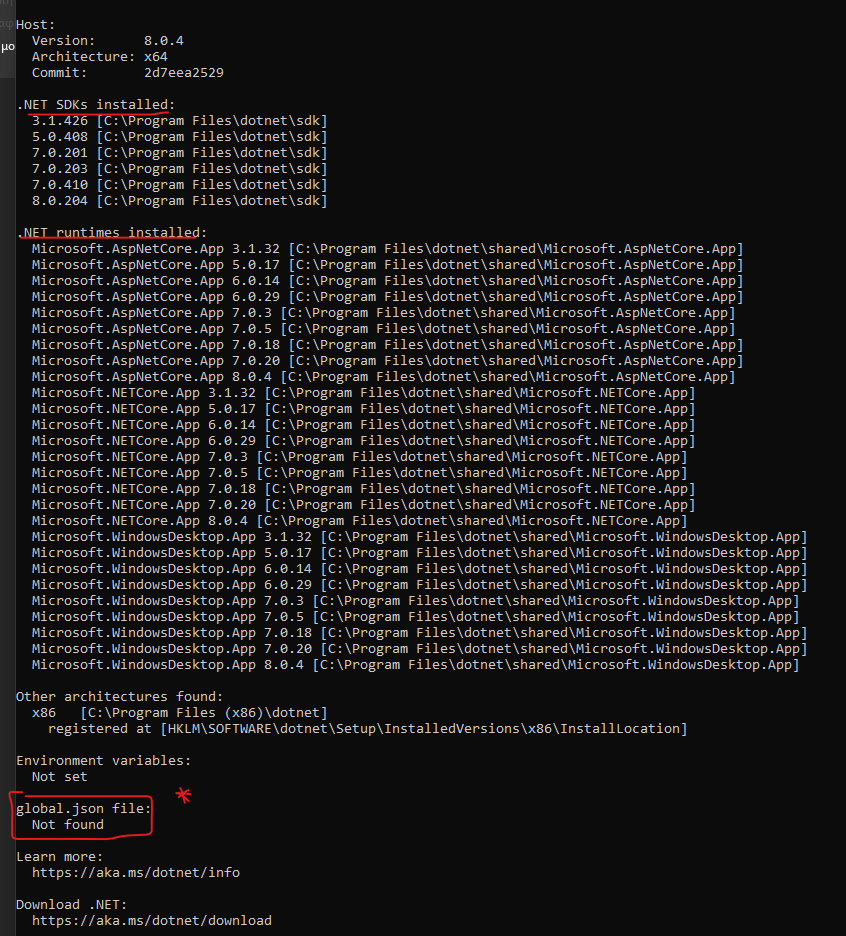 μο
Host:
  Version:      8.0.4
  Architecture: x64
  Commit:       2d7eea2529
.NET SDKs installed:
  3.1.426 [C:\Program Files\dotnet\sdk]
  5.0.408 [C:\Program Files\dotnet\sdk]
  7.0.201 [C:\Program Files\dotnet\sdk]
  7.0.203 [C:\Program Files\dotnet\sdk]
  7.0.410 [C:\Program Files\dotnet\sdk]
  8.0.204 [C:\Program Files\dotnet\sdk]
.NET runtimes installed:
  Microsoft.AspNetCore.App 3.1.32 [C:\Program Files\dotnet\shared\Microsoft.AspNetCore.App]
  Microsoft.AspNetCore.App 5.0.17 [C:\Program Files\dotnet\shared\Microsoft.AspNetCore.App]
  Microsoft.AspNetCore.App 6.0.14 [C:\Program Files\dotnet\shared\Microsoft.AspNetCore.App]
  Microsoft.AspNetCore.App 6.0.29 [C:\Program Files\dotnet\shared\Microsoft.AspNetCore.App]
  Microsoft.AspNetCore.App 7.0.3 [C:\Program Files\dotnet\shared\Microsoft.AspNetCore.App]
  Microsoft.AspNetCore.App 7.0.5 [C:\Program Files\dotnet\shared\Microsoft.AspNetCore.App]
  Microsoft.AspNetCore.App 7.0.18 [C:\Program Files\dotnet\shared\Microsoft.AspNetCore.App]
  Microsoft.AspNetCore.App 7.0.20 [C:\Program Files\dotnet\shared\Microsoft.AspNetCore.App]
  Microsoft.AspNetCore.App 8.0.4 [C:\Program Files\dotnet\shared\Microsoft.AspNetCore.App]
  Microsoft.NETCore.App 3.1.32 [C:\Program Files\dotnet\shared\Microsoft.NETCore.App]
  Microsoft.NETCore.App 5.0.17 [C:\Program Files\dotnet\shared\Microsoft.NETCore.App]
  Microsoft.NETCore.App 6.0.14 [C:\Program Files\dotnet\shared\Microsoft.NETCore.App]
  Microsoft.NETCore.App 6.0.29 [C:\Program Files\dotnet\shared\Microsoft.NETCore.App]
  Microsoft.NETCore.App 7.0.3 [C:\Program Files\dotnet\shared\Microsoft.NETCore.App]
  Microsoft.NETCore.App 7.0.5 [C:\Program Files\dotnet\shared\Microsoft.NETCore.App]
  Microsoft.NETCore.App 7.0.18 [C:\Program Files\dotnet\shared\Microsoft.NETCore.App]
  Microsoft.NETCore.App 7.0.20 [C:\Program Files\dotnet\shared\Microsoft.NETCore.App]
  Microsoft.NETCore.App 8.0.4 [C:\Program Files\dotnet\shared\Microsoft.NETCore.App]
  Microsoft.WindowsDesktop.App 3.1.32 [C:\Program Files\dotnet\shared\Microsoft.WindowsDesktop.App]
  Microsoft.WindowsDesktop.App 5.0.17 [C:\Program Files\dotnet\shared\Microsoft.WindowsDesktop.App]
  Microsoft.WindowsDesktop.App 6.0.14 [C:\Program Files\dotnet\shared\Microsoft.WindowsDesktop.App]
  Microsoft.WindowsDesktop.App 6.0.29 [C:\Program Files\dotnet\shared\Microsoft.WindowsDesktop.App]
  Microsoft.WindowsDesktop.App 7.0.3 [C:\Program Files\dotnet\shared\Microsoft.WindowsDesktop.App]
  Microsoft.WindowsDesktop.App 7.0.5 [C:\Program Files\dotnet\shared\Microsoft.WindowsDesktop.App]
  Microsoft.WindowsDesktop.App 7.0.18 [C:\Program Files\dotnet\shared\Microsoft.WindowsDesktop.App]
  Microsoft.WindowsDesktop.App 7.0.20 [C:\Program Files\dotnet\shared\Microsoft.WindowsDesktop.App]
  Microsoft.WindowsDesktop.App 8.0.4 [C:\Program Files\dotnet\shared\Microsoft.WindowsDesktop.App]
Other architectures found:
  x86   [C:\Program Files (x86)\dotnet]
    registered at [HKLM\SOFTWARE\dotnet\Setup\InstalledVersions\x86\InstallLocation]
Environment variables:
  Not set
*
global.json file:
  Not found
Learn more:
  https://aka.ms/dotnet/info
Download .NET:
  https://aka.ms/dotnet/download